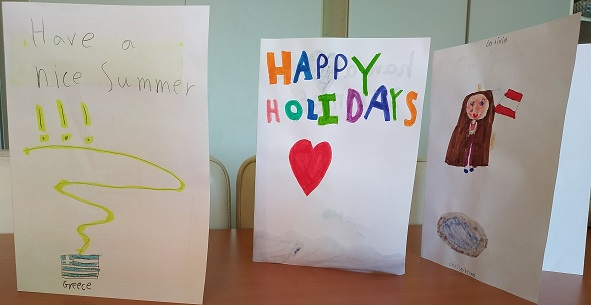 Have a
nice Summer
!!!
Greece
HAPPY
HOLIDAYS